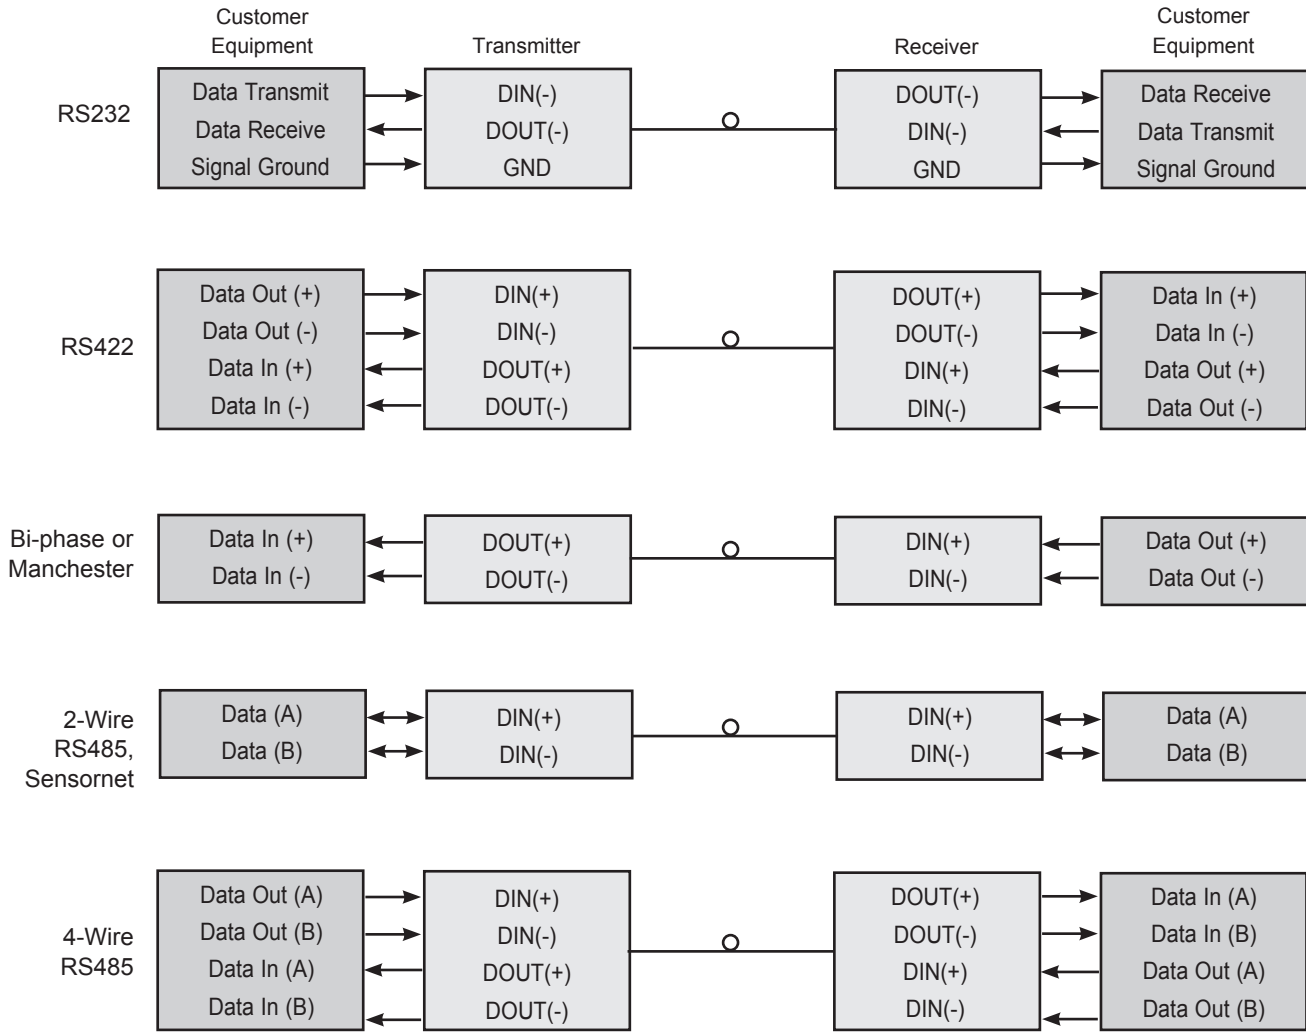 Customer
Equipment
Transmitter
Receiver
Customer
Equipment
RS232
Data Transmit
Data Receive
Signal Ground
DIN(-)
DOUT(-)
GND
DOUT(-)
DIN(-)
GND
Data Receive
Data Transmit
Signal Ground
RS422
Data Out (+)
Data Out (-)
Data In (+)
Data In (-)
DIN(+)
DIN(-)
DOUT(+)
DOUT(-)
DOUT(+)
DOUT(-)
DIN(+)
DIN(-)
Data In (+)
Data In (-)
Data Out (+)
Data Out (-)
Bi-phase or
Manchester
Data In (+)
Data In (-)
DOUT(+)
DOUT(-)
DIN(+)
DIN(-)
Data Out (+)
Data Out (-)
2-Wire
RS485,
Sensornet
Data (A)
Data (B)
DIN(+)
DIN(-)
DIN(+)
DIN(-)
Data (A)
Data (B)
4-Wire
RS485
Data Out (A)
Data Out (B)
Data In (A)
Data In (B)
DIN(+)
DIN(-)
DOUT(+)
DOUT(-)
DOUT(+)
DOUT(-)
DIN(+)
DIN(-)
Data In (A)
Data In (B)
Data Out (A)
Data Out (B)